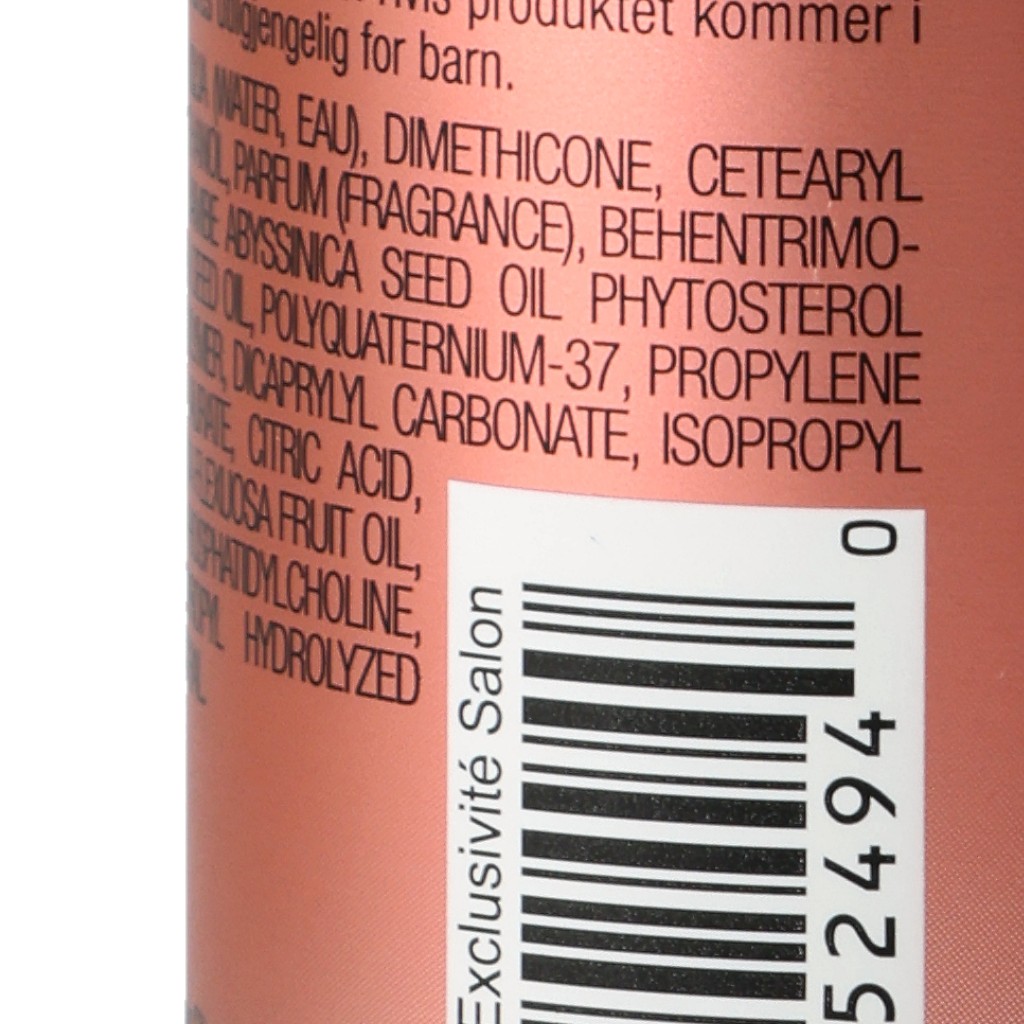 produktet kommer i
for barn.
WATER, EAU), DIMETHICONE, CETEARYL
PARFUM (FRAGRANCE), BEHENTRIMO-
ABYSSINICA SEED OIL PHYTOSTEROL
OIL, POLYQUATERNIUM-37, PROPYLENE
DICAPRYLYL CARBONATE, ISOPROPYL
CITRIC ACID,
FRUIT OIL,
HYDROLYZED
Exclusivité Salon
52494
0